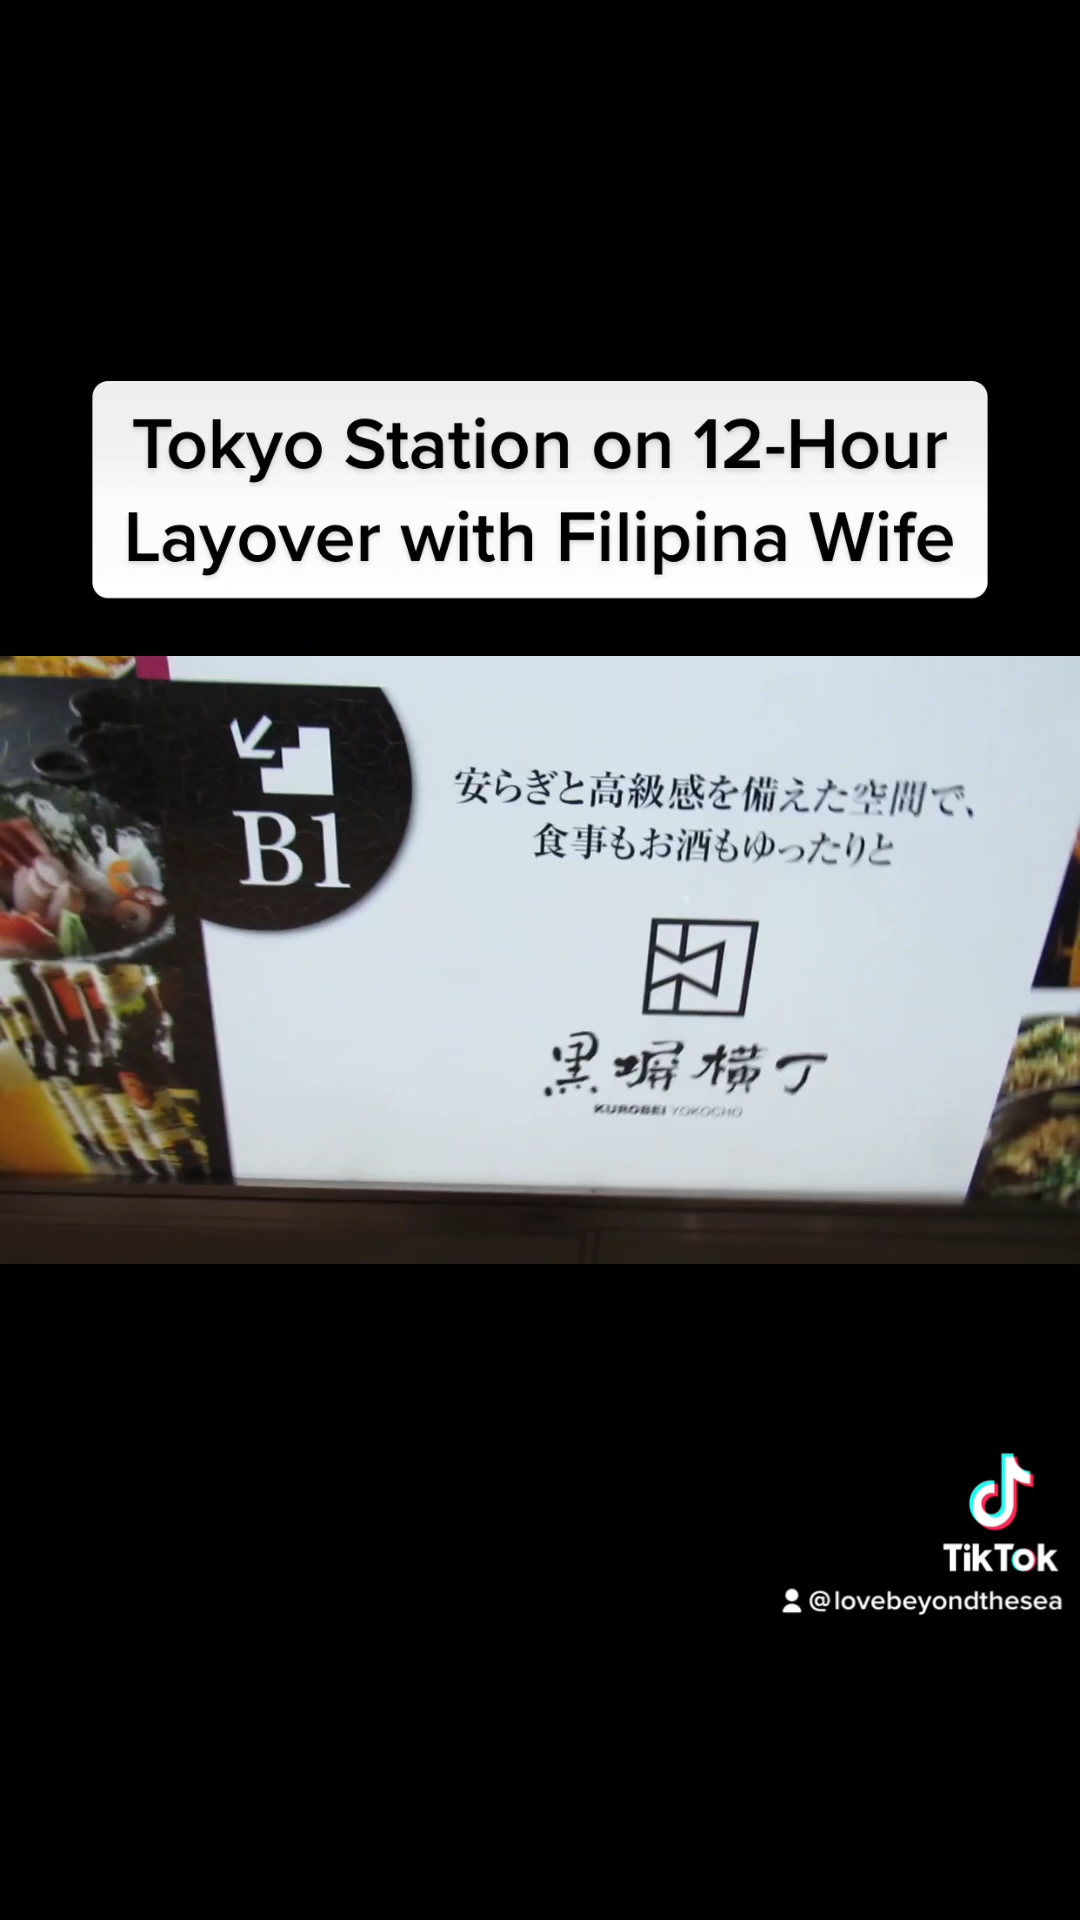 Tokyo Station on 12-Hour
Layover with Filipina Wife
B1
安らぎと高級感を備えた空間で、
食事もお酒もゆったりと
黒塀横丁
KUROBEI YOKOCHO
TikTok
@lovebeyondthesea